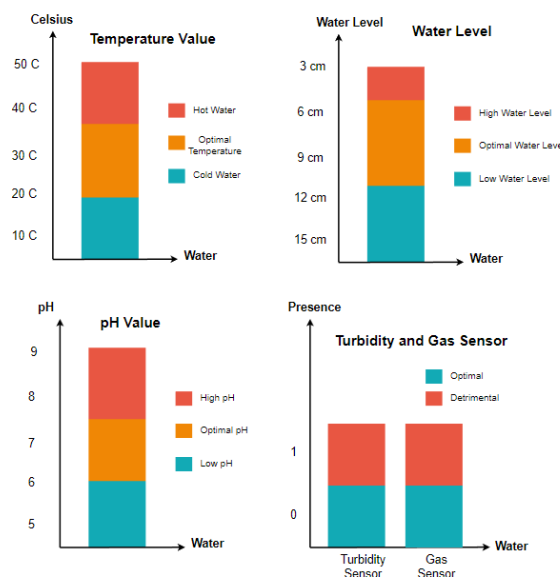 Celsius
Temperature Value
50 C
40 C
30 C
20 C
10 C
Hot Water
Optimal
Temperature
Cold Water
Water
Water Level
Water Level
3 cm
6 cm
9 cm
12 cm
15 cm
High Water Level
Optimal Water Level
Low Water Level
Water
pH
pH Value
9
8
7
6
5
High pH
Optimal pH
Low pH
Water
Presence
Turbidity and Gas Sensor
Optimal
Detrimental
1
0
Turbidity
Sensor
Gas
Sensor
Water